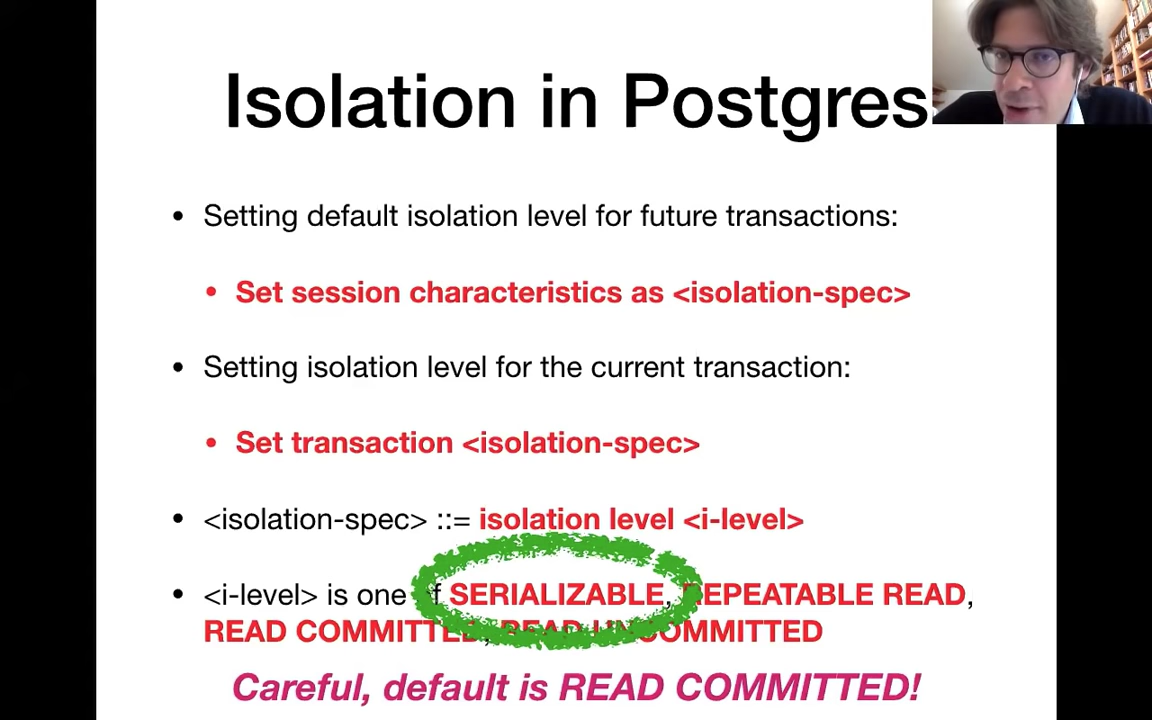 Isolation in Postgres
• Setting default isolation level for future transactions:
• Set session characteristics as <isolation-spec>
• Setting isolation level for the current transaction:
• Set transaction <isolation-spec>
• <isolation-spec> ::= isolation level <i-level>
• <i-level> is one of SERIALIZABLE, REPEATABLE READ,
READ COMMITTED, READ UNCOMMITTED
Careful, default is READ COMMITTED!